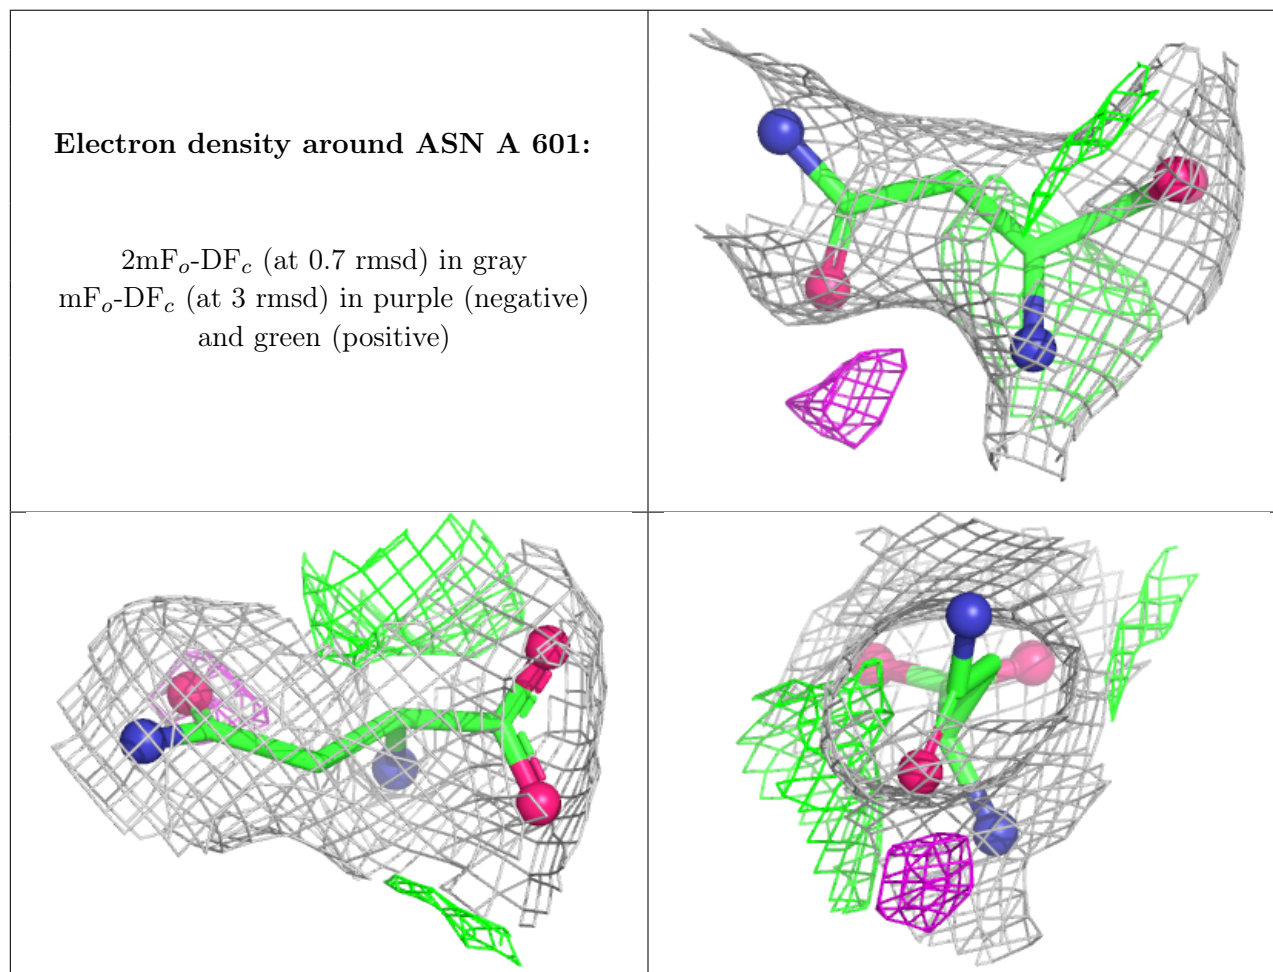 Electron density around ASN A 601:
2mFo-DFc (at 0.7 rmsd) in gray
mFo-DFc (at 3 rmsd) in purple (negative)
and green (positive)